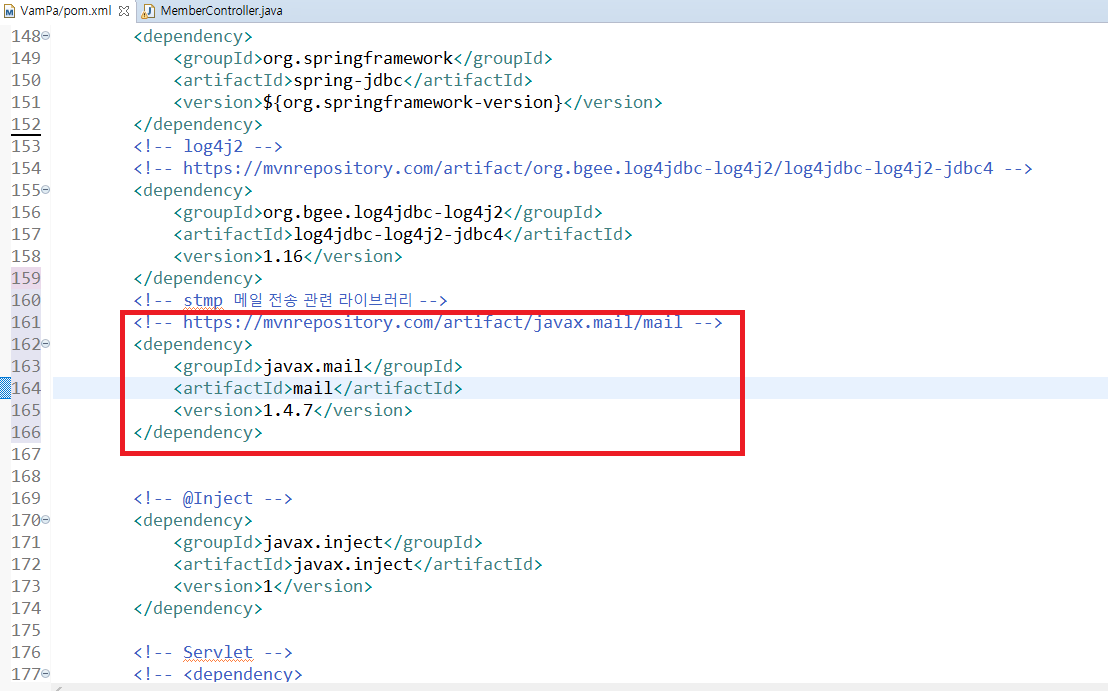 VamPa/pom.xml MemberController.java
148 <dependency>
149 <groupId>org.springframework</groupId>
150 <artifactId>spring-jdbc</artifactId>
151 <version>${org.springframework-version}</version>
152 </dependency>
153 <!-- log4j2 -->
154 <!-- https://mvnrepository.com/artifact/org.bgee.log4jdbc-log4j2/log4jdbc-log4j2-jdbc4 -->
155 <dependency>
156 <groupId>org.bgee.log4jdbc-log4j2</groupId>
157 <artifactId>log4jdbc-log4j2-jdbc4</artifactId>
158 <version>1.16</version>
159 </dependency>
160 <!-- stmp 메일 전송 관련 라이브러리 -->
161 <!-- https://mvnrepository.com/artifact/javax.mail/mail -->
162 <dependency>
163 <groupId>javax.mail</groupId>
164 <artifactId>mail</artifactId>
165 <version>1.4.7</version>
166 </dependency>
167
168
169 <!-- @Inject -->
170 <dependency>
171 <groupId>javax.inject</groupId>
172 <artifactId>javax.inject</artifactId>
173 <version>1</version>
174 </dependency>
175
176 <!-- Servlet -->
177 <!-- <dependency>